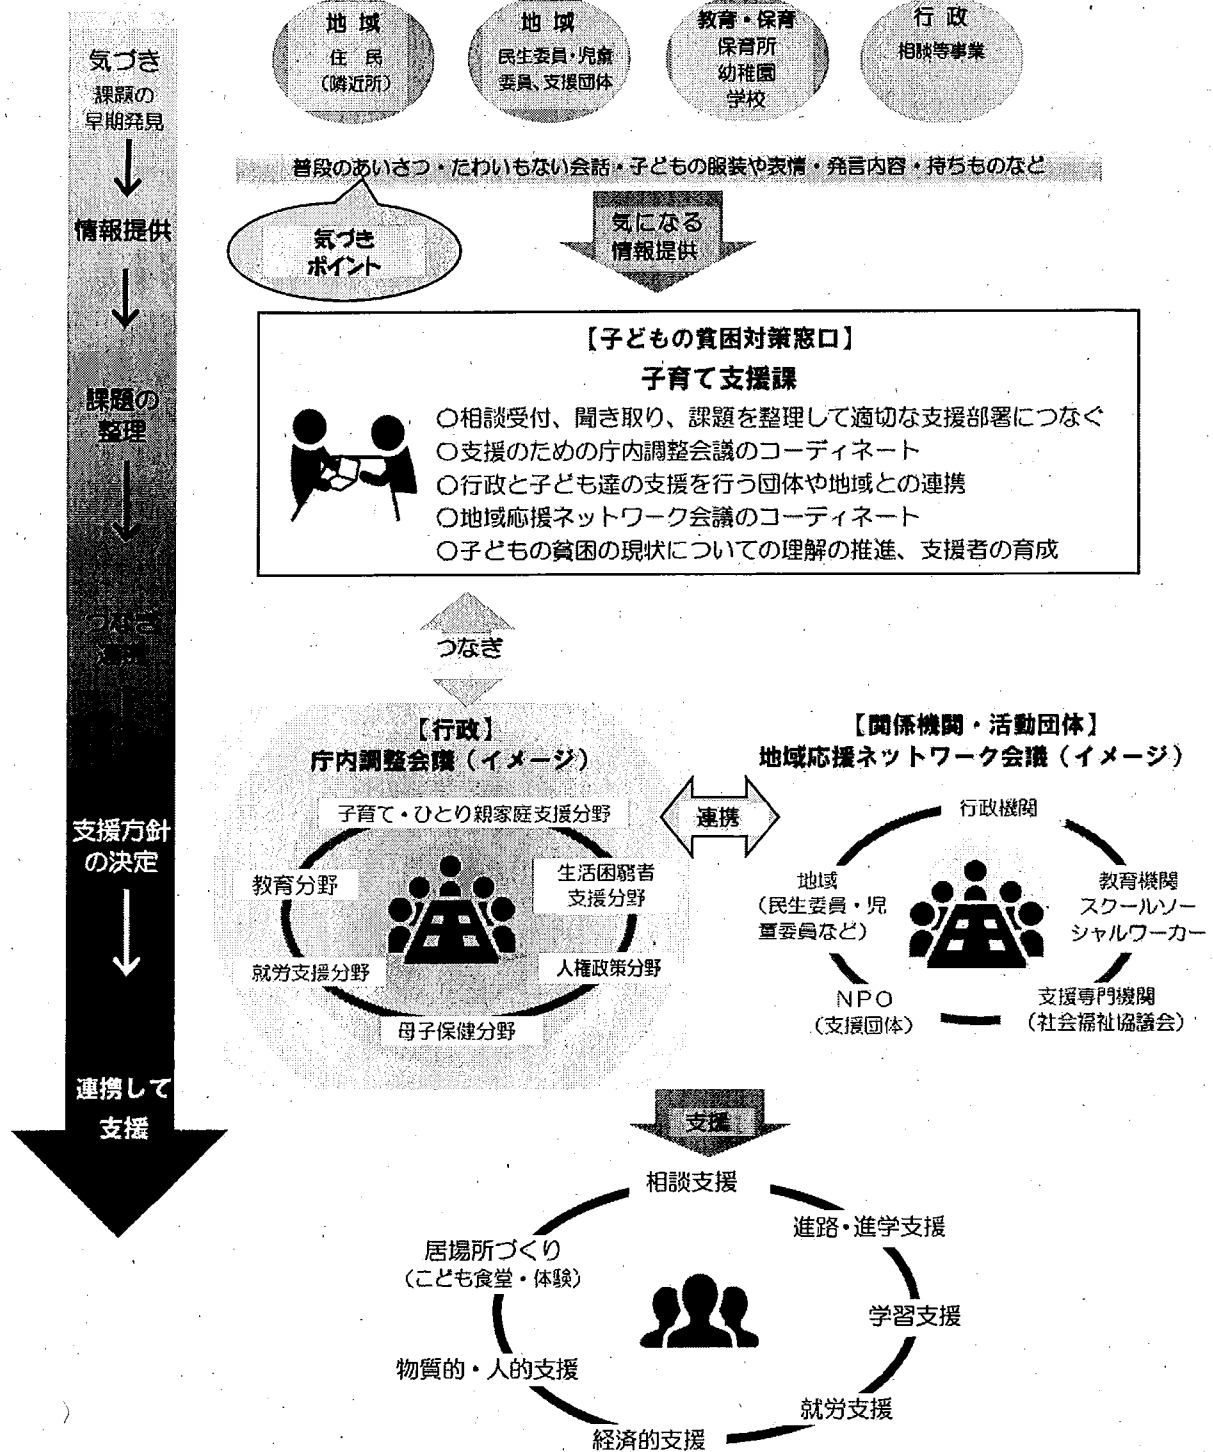 気づき
課題の
早期発見
情報提供
課題の
整理
つなぎ
連携
支援方針
の決定
連携して
支援
地 域
住 民
（隣近所）
地 域
民生委員・児童
委員、支援団体
教育・保育
保育所
幼稚園
学校
行 政
相談等事業
普段のあいさつ・たわいもない会話・子どもの服装や表情・発言内容・持ちものなど
気づき
ポイント
気になる
情報提供
【子どもの貧困対策窓口】
子育て支援課
○相談受付、聞き取り、課題を整理して適切な支援部署につなぐ
○支援のための庁内調整会議のコーディネート
○行政と子ども達の支援を行う団体や地域との連携
○地域応援ネットワーク会議のコーディネート
○子どもの貧困の現状についての理解の推進、支援者の育成
つなぎ
【行政】
庁内調整会議（イメージ）
子育て・ひとり親家庭支援分野
教育分野
生活困窮者
支援分野
就労支援分野
人権政策分野
母子保健分野
連携
【関係機関・活動団体】
地域応援ネットワーク会議（イメージ）
行政機関
地域
（民生委員・児
童委員など）
教育機関
スクールソー
シャルワーカー
NPO
（支援団体）
支援専門機関
（社会福祉協議会）
支援
相談支援
進路・進学支援
居場所づくり
（こども食堂・体験）
学習支援
物質的・人的支援
就労支援
経済的支援